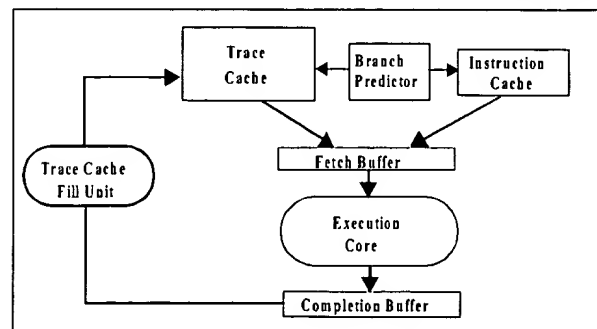 Trace
Cache
Branch
Predictor
Instruction
Cache
Fetch Buffer
Trace Cache
Fill Unit
Execution
Core
Completion Buffer